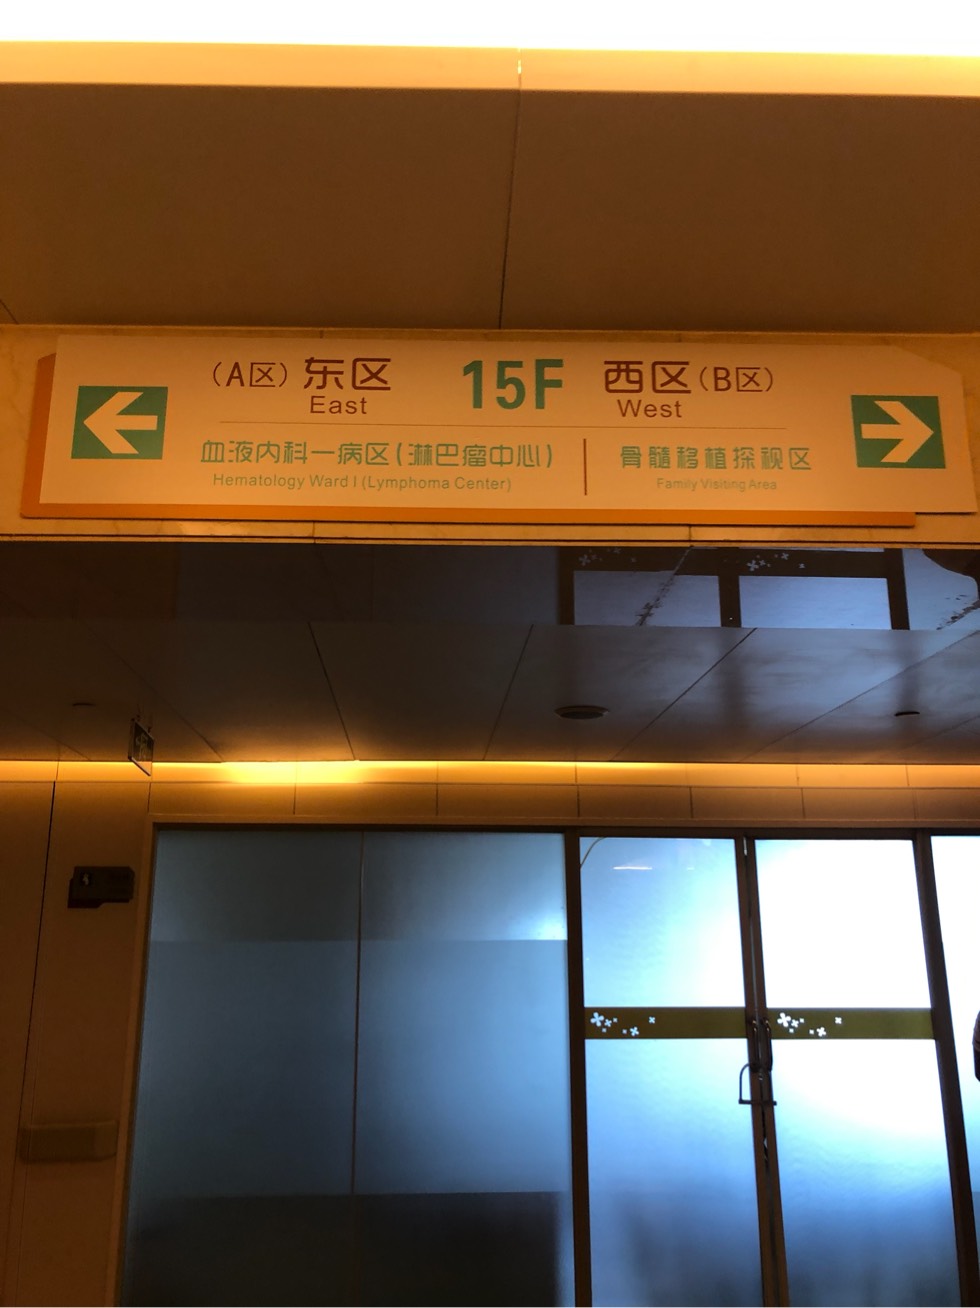 (A区) 东区 15F 西区 (B区)
East West
血液内科一病区(淋巴瘤中心) 骨髓移植探视区
Hematology Ward I (Lymphoma Center) Family Visiting Area